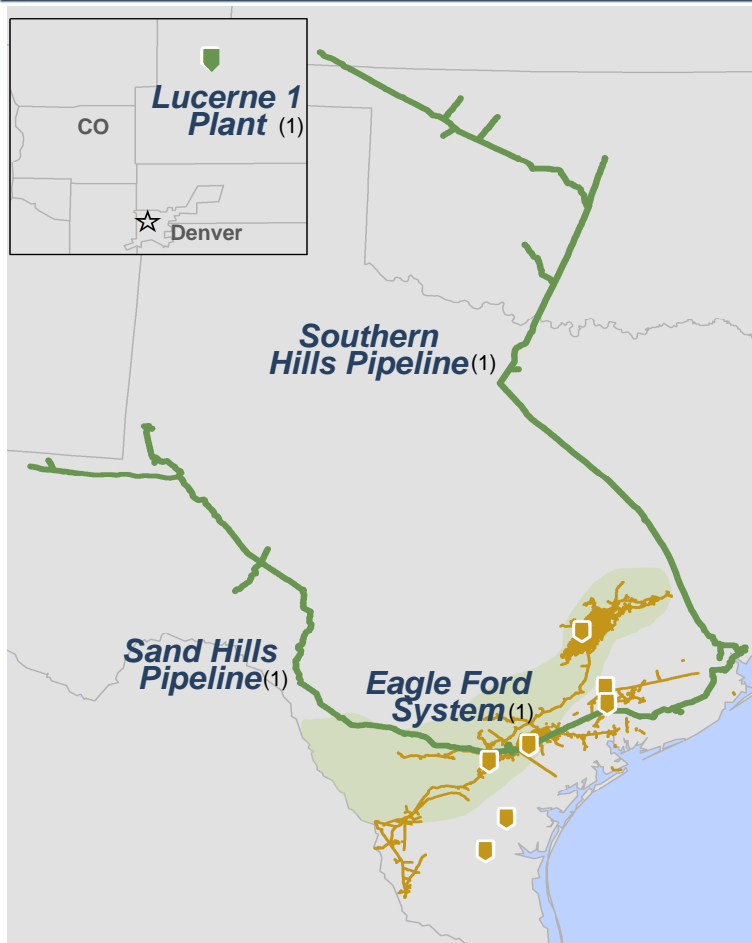 Lucerne 1
Plant (1)
CO
Denver
Southern
Hills Pipeline(1)
Sand Hills
Pipeline(1)
Eagle Ford
System(1)